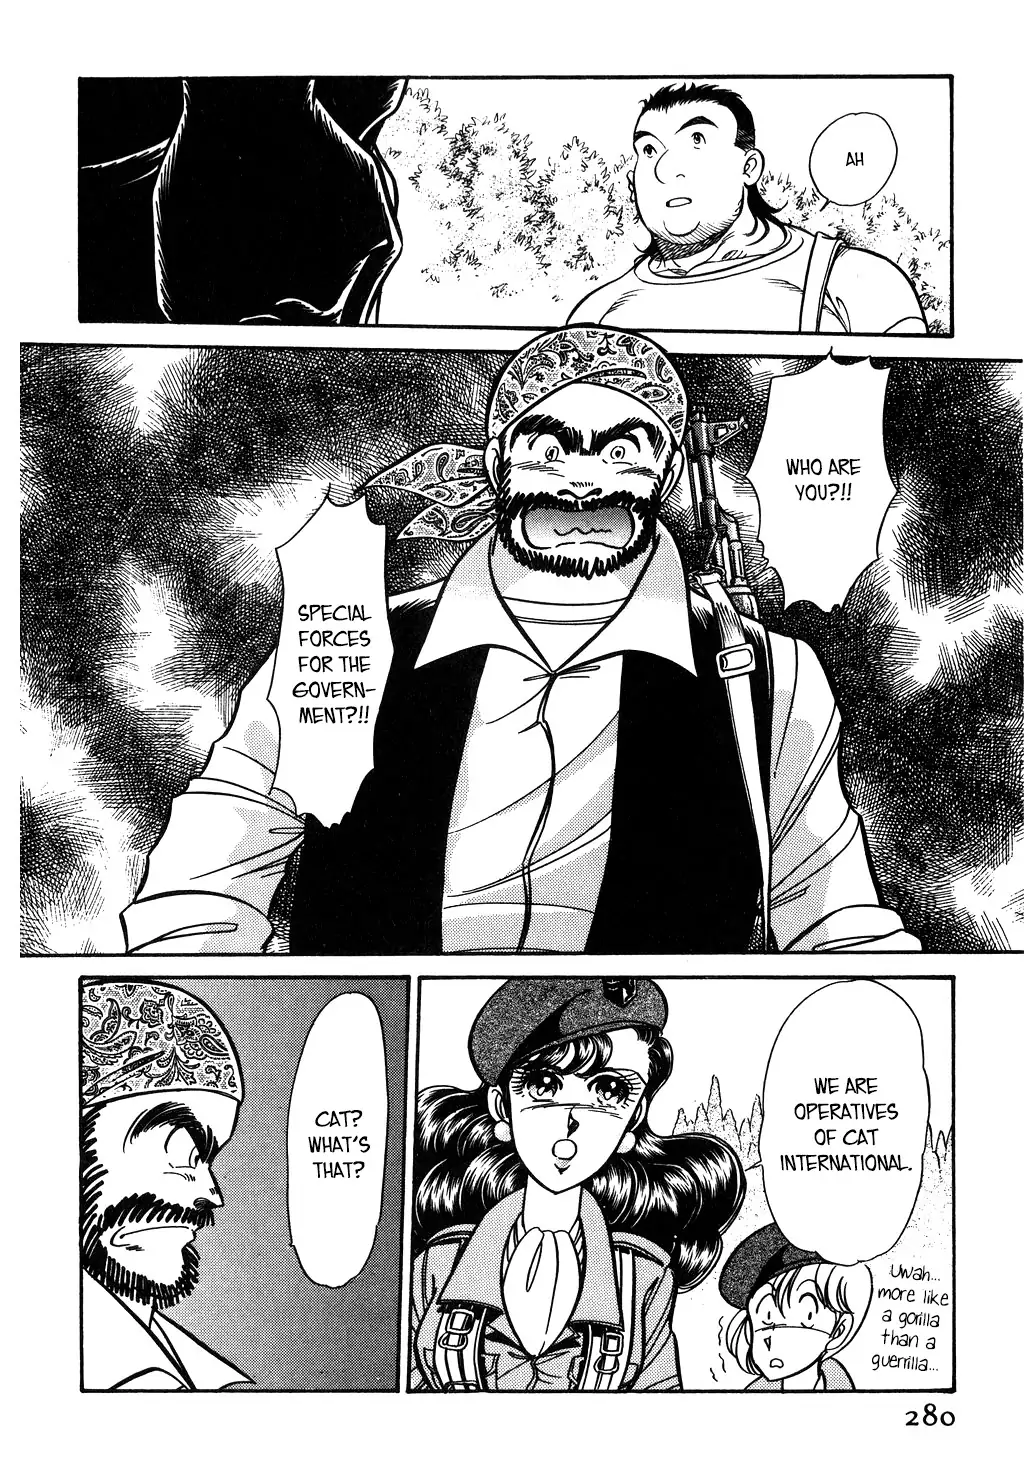 AH
WHO ARE
YOU?!!
SPECIAL
FORCES
FOR THE
GOVERN-
MENT?!!
WE ARE
OPERATIVES
OF CAT
INTERNATIONAL.
Uwah...
more like
a gorilla
than a
guerrilla...
CAT?
WHAT'S
THAT?
280